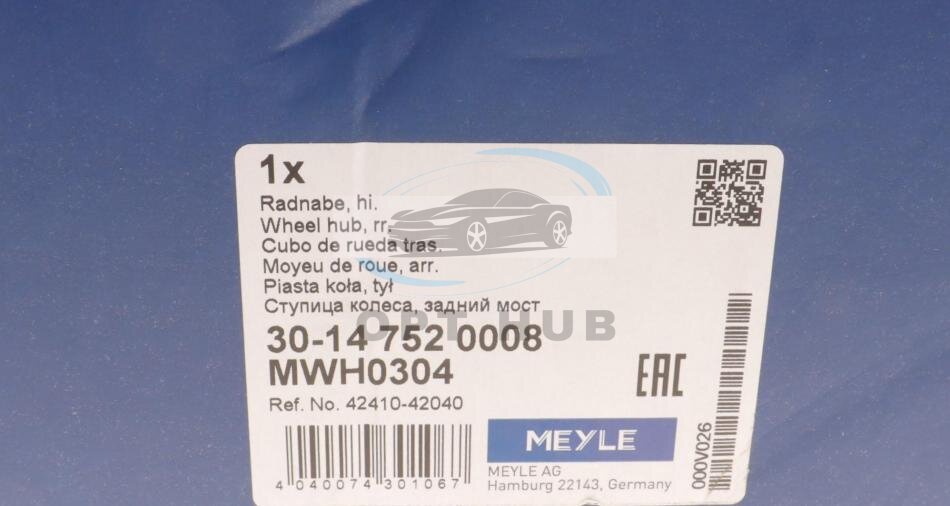 1x
Radnabe, hi.
Wheel hub, rr.
Cubo de rueda tras.
Moyeu de roue, arr.
Piasta koła, tył
Ступица колеса, задний мост
OPT HUB
30-14 752 0008
MWH0304
Ref. No. 42410-42040
EAC
MEYLE
MEYLE AG
Hamburg 22143, Germany
4 040074 301067
000V026